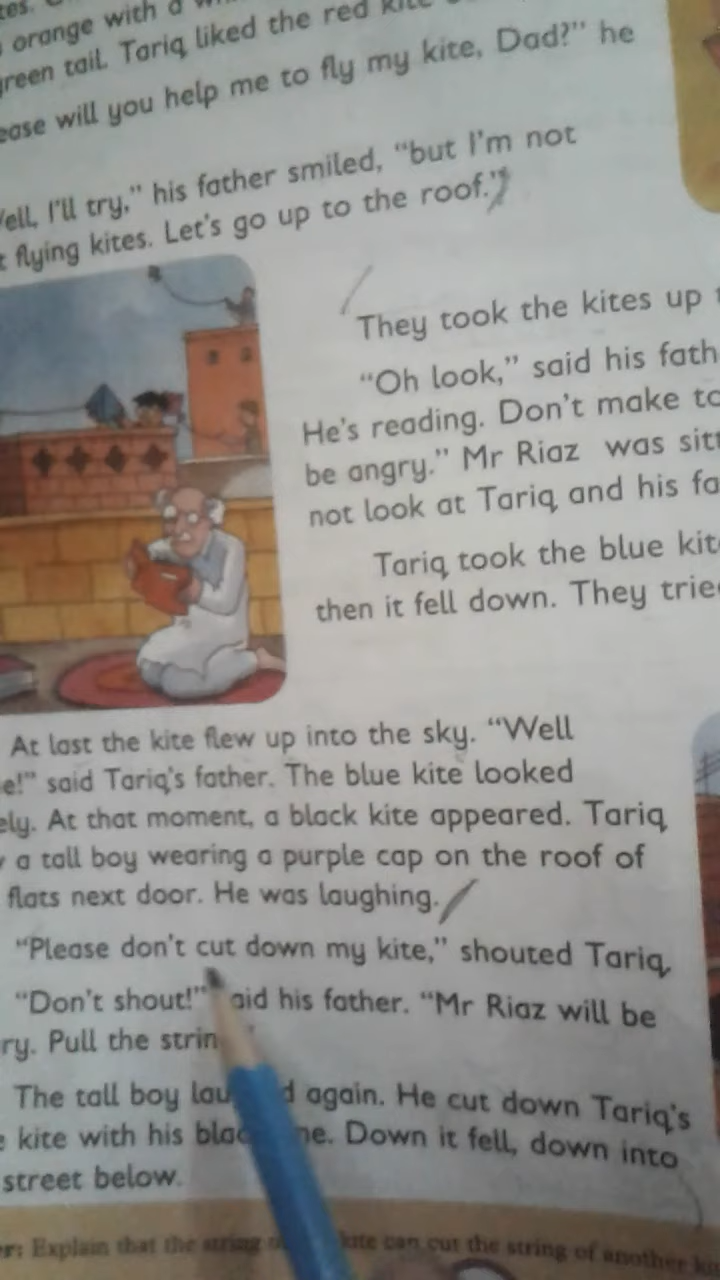 orange with a
green tail. Tariq liked the red kite
ease will you help me to fly my kite, Dad?" he
ell, I'll try," his father smiled, "but I'm not
t flying kites. Let's go up to the roof."
They took the kites up
"Oh look," said his fath
He's reading. Don't make
be angry." Mr Riaz was sitt
not look at Tariq and his fa
Tariq took the blue kit
then it fell down. They trie
At last the kite flew up into the sky. "Well
e!" said Tariq's father. The blue kite looked
ely. At that moment, a black kite appeared. Tariq
a tall boy wearing a purple cap on the roof of
flats next door. He was laughing.
"Please don't cut down my kite," shouted Tariq.
"Don't shout!" said his father. "Mr Riaz will be
ry. Pull the strin
The tall boy lau d again. He cut down Tariq's
kite with his bla ne. Down it fell, down into
street below.
er: Explain that the string kite can cut the string of another